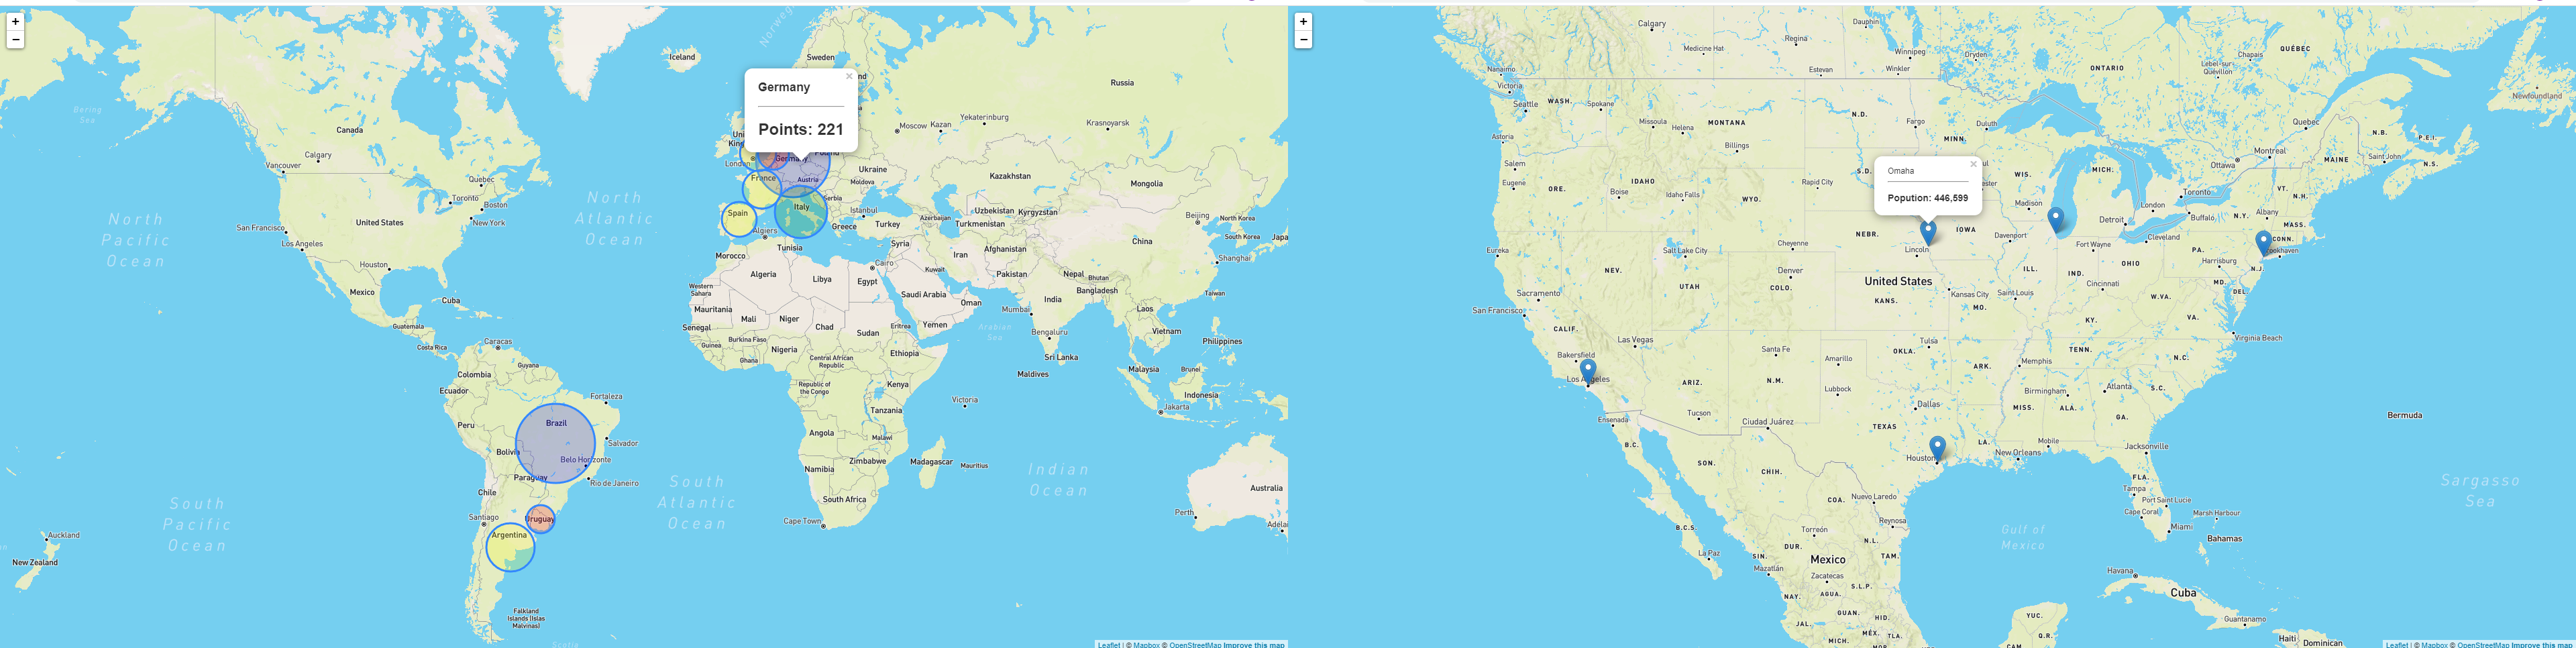 +
−
Bering
Sea
Canada
Calgary
Vancouver
Quebec
Toronto
Boston
New York
United States
San Francisco
Los Angeles
Houston
Mexico
Cuba
Guatemala
Costa Rica
Caracas
Guyana
Colombia
Ecuador
Fortaleza
Peru
Brazil
Salvador
Bolivia
Belo Horizonte
Paraguay
Rio de Janeiro
Chile
Santiago
Uruguay
Argentina
Falkland
Islands (Islas
Malvinas)
Scotia
North
Pacific
Ocean
North
Atlantic
Ocean
South
Pacific
Ocean
South
Atlantic
Ocean
Indian
Ocean
Auckland
New Zealand
Iceland
Norweg
Sweden
Germany
Points: 221
×
London
Germany
Poland
France
Austria
Italy
Spain
Serbia
Ukraine
Moldova
Istanbul
Greece
Turkey
Algiers
Tunisia
Morocco
Russia
Moscow
Kazan
Yekaterinburg
Krasnoyarsk
Kazakhstan
Mongolia
Uzbekistan
Kyrgyzstan
Azerbaijan
Turkmenistan
Beijing
North Korea
South Korea
Japa
China
Shanghai
Syria
Afghanistan
Iran
Cairo
Kuwait
Pakistan
Nepal
Bhutan
Bangladesh
Taiwan
Algeria
Libya
Egypt
Western
Sahara
Saudi Arabia
Oman
India
Mumbai
Laos
Mauritania
Mali
Niger
Chad
Sudan
Eritrea
Yemen
Arabian
Sea
Bengaluru
Vietnam
Senegal
Burkina Faso
Guinea
Nigeria
Ghana
Central African
Republic
Ethiopia
Sri Lanka
Philippines
Maldives
Malaysia
Brunei
Republic of
the Congo
Kenya
Indonesia
Jakarta
Victoria
Tanzania
Angola
Malawi
Zimbabwe
Madagascar
Mauritius
Namibia
South Africa
Cape Town
Australia
Perth
Adelai
Leaflet | © Mapbox © OpenStreetMap Improve this map
+
−
Calgary
Dauphin
Regina
Medicine Hat
Winnipeg
Estevan
Winkler
Dryden
ONTARIO
Chapais
Lebel-sur-
Quévillon
QUÉBEC
Newfoundland
Nanaimo
Victoria
Seattle
WASH.
Spokane
Astoria
Missoula
Helena
MONTANA
Billings
N.D.
Fargo
MINN.
Duluth
Quebec
N.B.
P.E.I.
Montreal
Ottawa
MAINE
Saint John
N.S.
Salem
Eugene
ORE.
Boise
IDAHO
Idaho Falls
WYO.
Rapid City
S.D.
Omaha
Popution: 446,599
×
WIS.
MICH.
Madison
Toronto
London
Buffalo
VT.
N.H.
N.Y.
Albany
MASS.
CONN.
Detroit
Cleveland
Eureka
Salt Lake City
Cheyenne
NEBR.
Lincoln
IOWA
Davenport
Fort Wayne
PA.
Harrisburg
N.J.
NEV.
UTAH
Denver
COLO.
United States
KANS.
Kansas City
ILL.
IND.
OHIO
Cincinnati
Saint Louis
MO.
MD.
DEL.
W.VA.
VA.
KY.
Sacramento
San Francisco
CALIF.
Las Vegas
Bakersfield
Los Angeles
Santa Fe
Amarillo
OKLA.
Tulsa
Memphis
TENN.
N.C.
Virginia Beach
ARIZ.
N.M.
Lubbock
ARK.
Birmingham
Atlanta
S.C.
Tucson
Ensenada
Ciudad Juárez
Dallas
TEXAS
MISS.
ALA.
GA.
Bermuda
B.C.
SON.
CHIH.
Houston
LA.
Mobile
New Orleans
Jacksonville
FLA.
Tampa
Port Saint Lucie
Cape Coral
Marsh Harbour
Miami
Bahamas
Sargasso
Sea
COA.
Nuevo Laredo
Reynosa
B.C.S.
Torreón
N.L.
Gulf of
Mexico
La Paz
SIN.
DUR.
Mazatlán
Mexico
TAM.
Zacatecas
S.L.P.
NAY.
AGUA.
GUAN.
HID.
JAL.
MÉX.
TLA.
MICH.
MOR.
Havana
Cuba
YUC.
Q.R.
CAM.
Guantanamo
Haiti
Dominican
Leaflet | © Mapbox © OpenStreetMap Improve this map